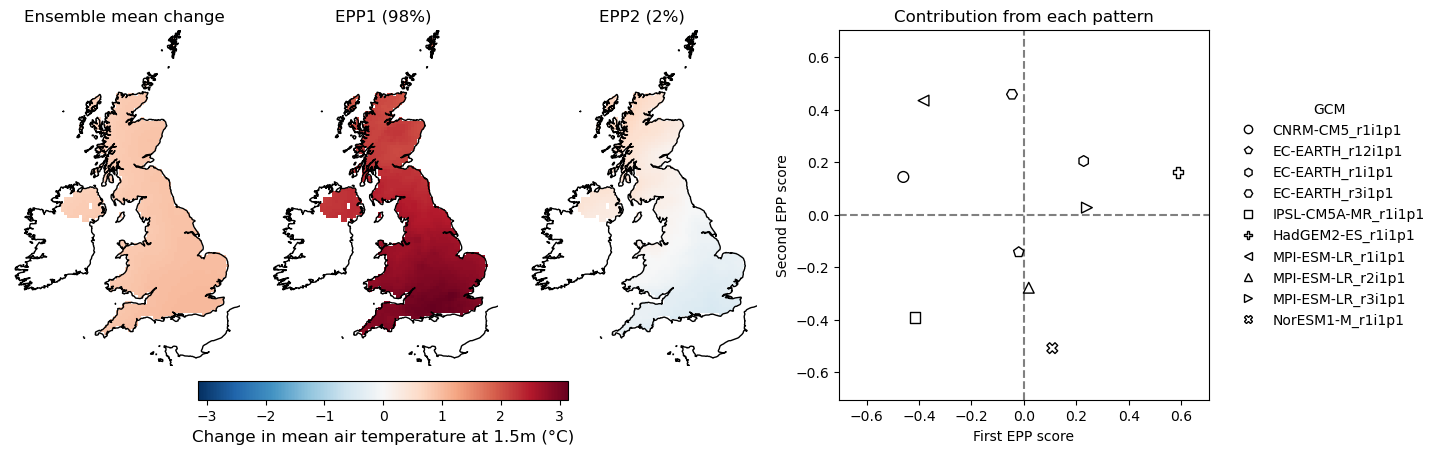 Ensemble mean change
EPP1 (98%)
EPP2 (2%)
−3 −2 −1 0 1 2 3
Change in mean air temperature at 1.5m (°C)
Contribution from each pattern
Second EPP score
0.6
0.4
0.2
0.0
−0.2
−0.4
−0.6
−0.6 −0.4 −0.2 0.0 0.2 0.4 0.6
First EPP score
GCM
CNRM-CM5_r1i1p1
EC-EARTH_r12i1p1
EC-EARTH_r1i1p1
EC-EARTH_r3i1p1
IPSL-CM5A-MR_r1i1p1
HadGEM2-ES_r1i1p1
MPI-ESM-LR_r1i1p1
MPI-ESM-LR_r2i1p1
MPI-ESM-LR_r3i1p1
NorESM1-M_r1i1p1